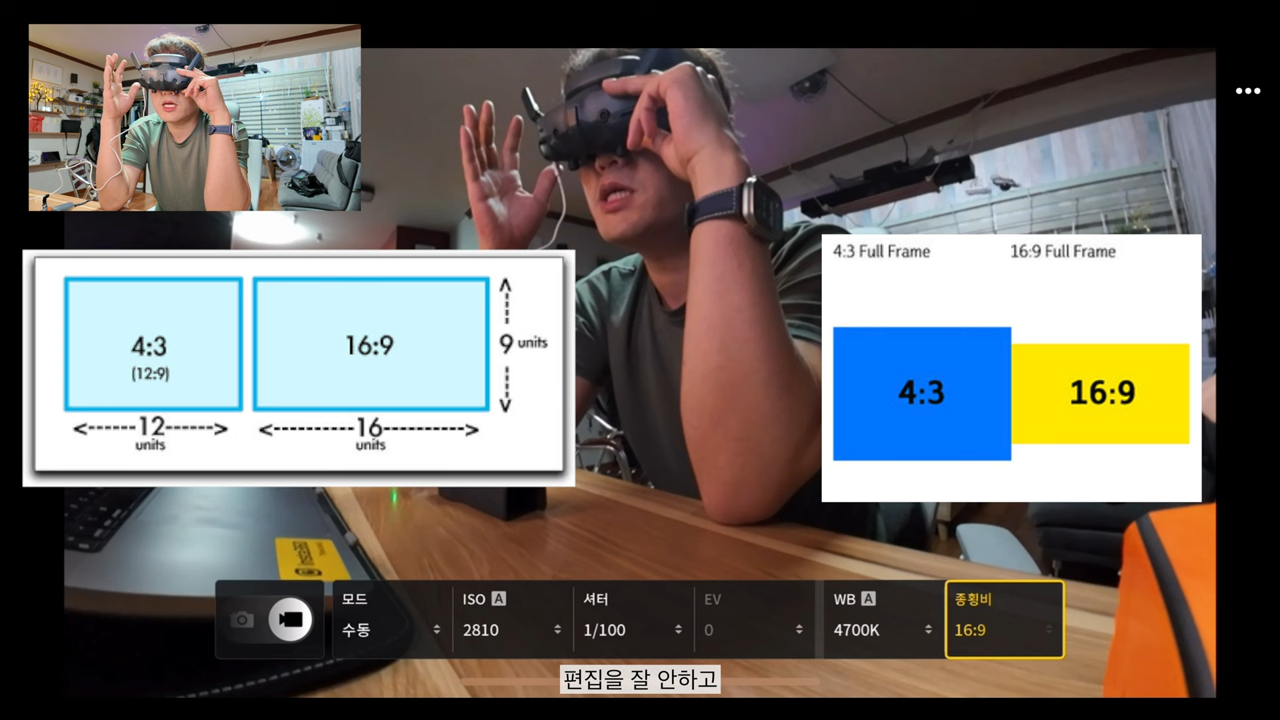 4:3
(12:9)
16:9
9 units
<------12------>
units
<----------16---------->
units
4:3 Full Frame
16:9 Full Frame
4:3
16:9
모드
수동
ISO A
2810
셔터
1/100
EV
0
WB A
4700K
종횡비
16:9
편집을 잘 안하고